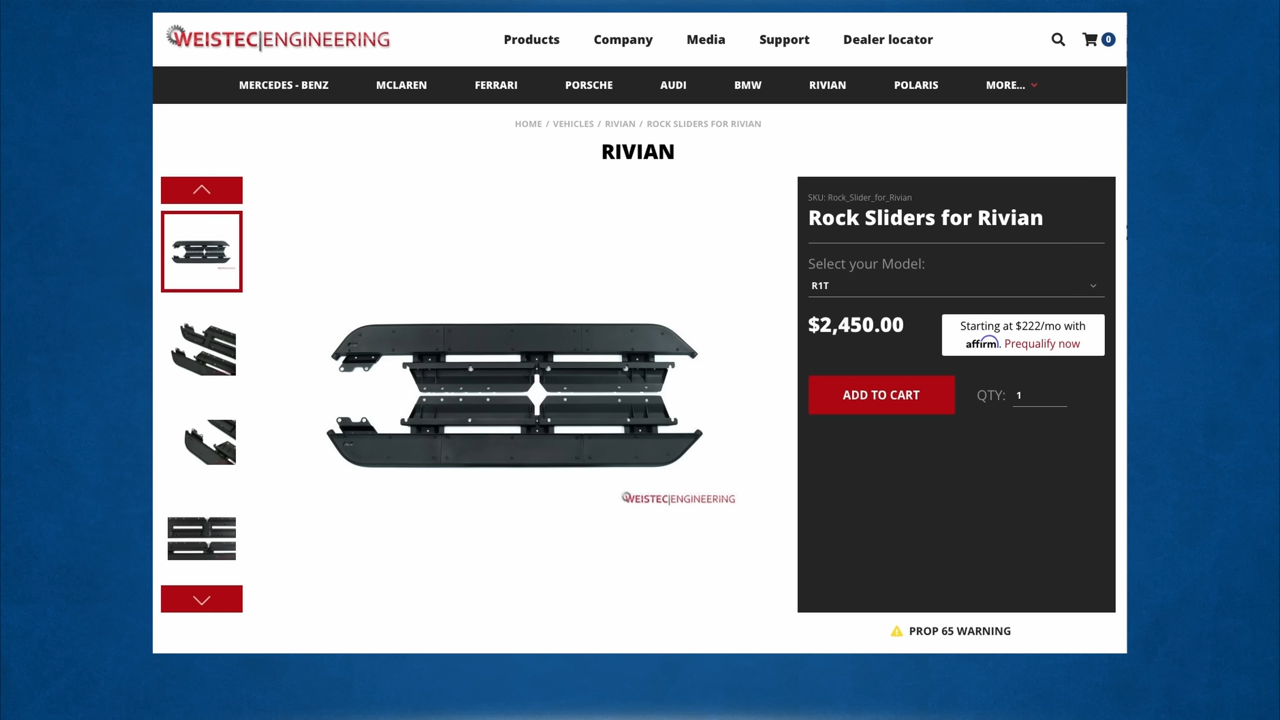 WEISTEC|ENGINEERING
Products Company Media Support Dealer locator 0
MERCEDES - BENZ MCLAREN FERRARI PORSCHE AUDI BMW RIVIAN POLARIS MORE...
HOME / VEHICLES / RIVIAN / ROCK SLIDERS FOR RIVIAN
RIVIAN
SKU: Rock_Slider_for_Rivian
Rock Sliders for Rivian
Select your Model:
R1T
$2,450.00
Starting at $222/mo with
affirm. Prequalify now
ADD TO CART QTY: 1
WEISTEC|ENGINEERING
PROP 65 WARNING